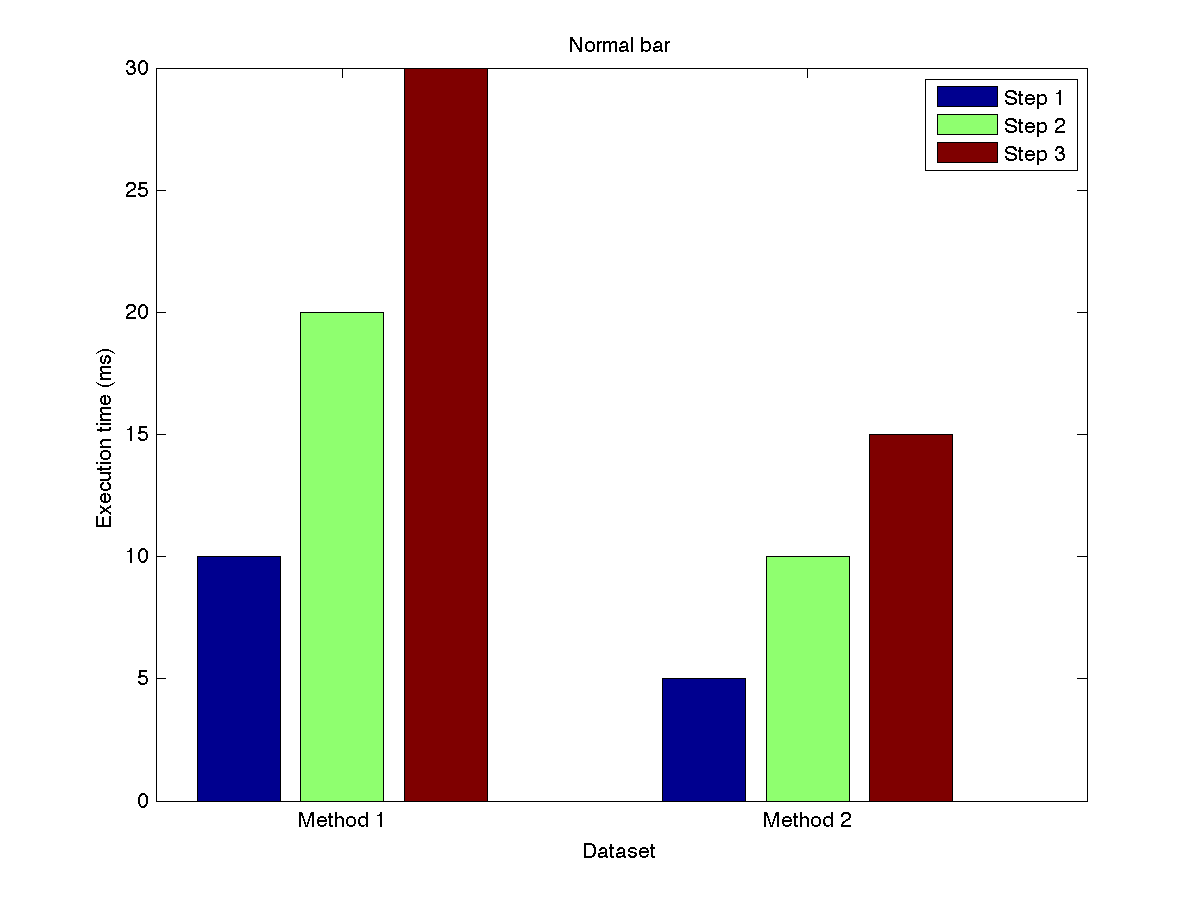 Normal bar
30
25
20
15
10
5
0
Execution time (ms)
Step 1
Step 2
Step 3
Method 1
Method 2
Dataset